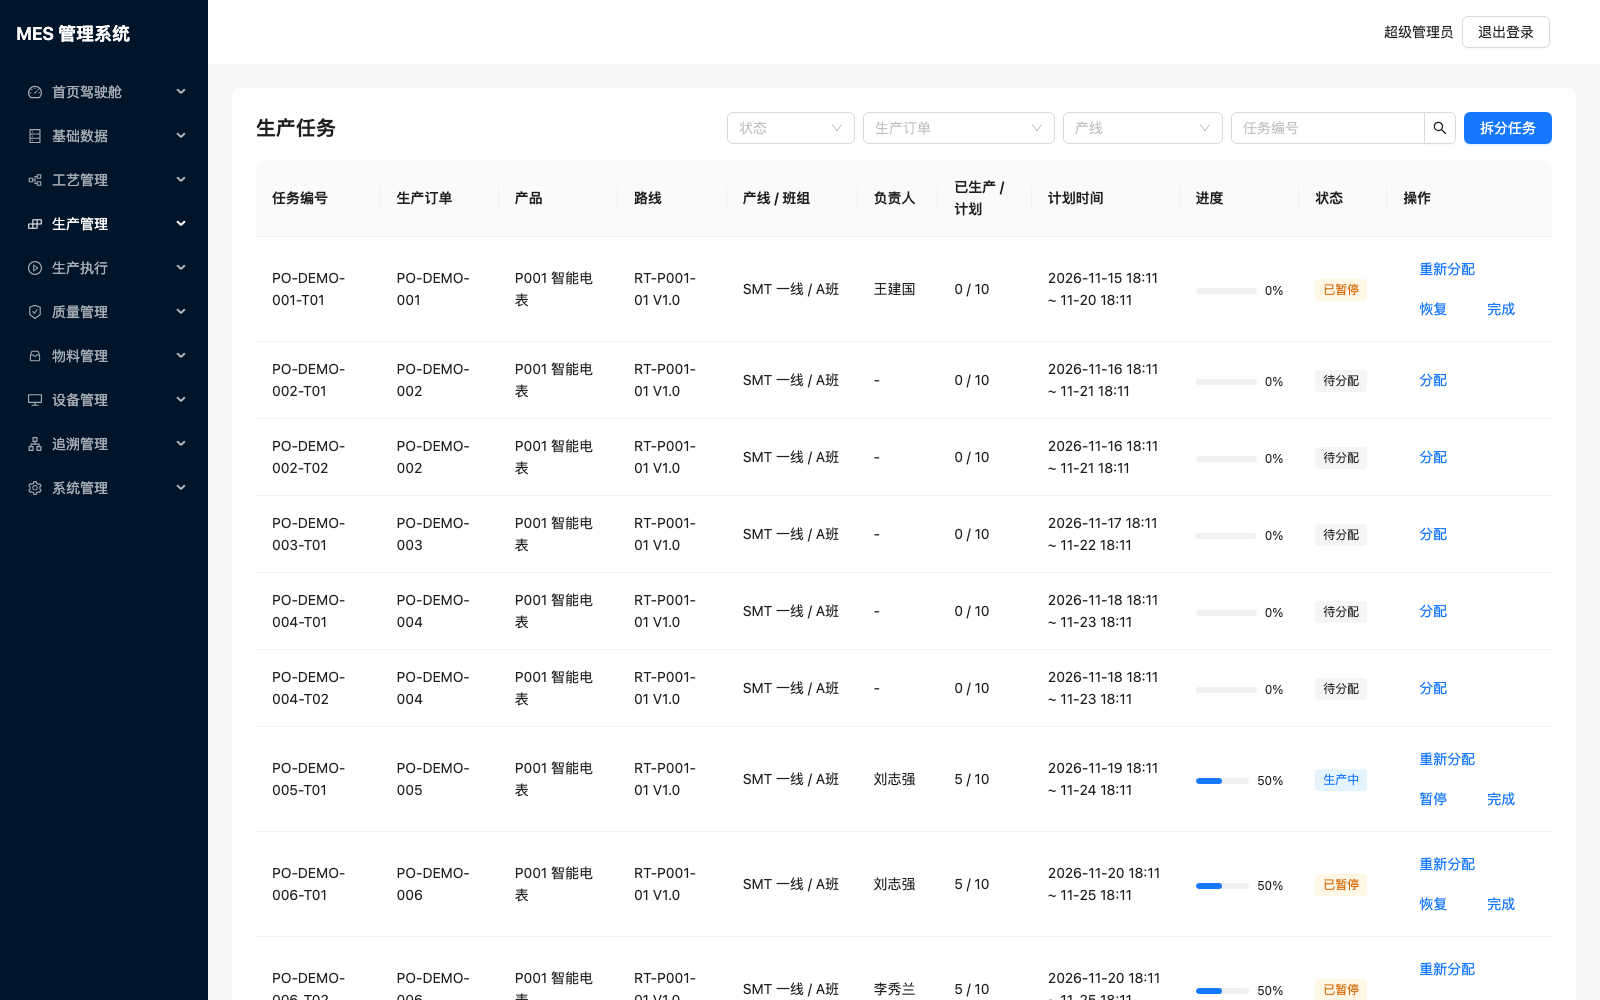 MES 管理系统
首页驾驶舱
基础数据
工艺管理
生产管理
生产执行
质量管理
物料管理
设备管理
追溯管理
系统管理
超级管理员 退出登录
生产任务 状态 生产订单 产线 任务编号 拆分任务
任务编号 生产订单 产品 路线 产线 / 班组 负责人 已生产 / 计划 计划时间 进度 状态 操作
PO-DEMO-001-T01 PO-DEMO-001 P001 智能电表 RT-P001-01 V1.0 SMT 一线 / A班 王建国 0 / 10 2026-11-15 18:11 ~ 11-20 18:11 0% 已暂停 重新分配 恢复 完成
PO-DEMO-002-T01 PO-DEMO-002 P001 智能电表 RT-P001-01 V1.0 SMT 一线 / A班 - 0 / 10 2026-11-16 18:11 ~ 11-21 18:11 0% 待分配 分配
PO-DEMO-002-T02 PO-DEMO-002 P001 智能电表 RT-P001-01 V1.0 SMT 一线 / A班 - 0 / 10 2026-11-16 18:11 ~ 11-21 18:11 0% 待分配 分配
PO-DEMO-003-T01 PO-DEMO-003 P001 智能电表 RT-P001-01 V1.0 SMT 一线 / A班 - 0 / 10 2026-11-17 18:11 ~ 11-22 18:11 0% 待分配 分配
PO-DEMO-004-T01 PO-DEMO-004 P001 智能电表 RT-P001-01 V1.0 SMT 一线 / A班 - 0 / 10 2026-11-18 18:11 ~ 11-23 18:11 0% 待分配 分配
PO-DEMO-004-T02 PO-DEMO-004 P001 智能电表 RT-P001-01 V1.0 SMT 一线 / A班 - 0 / 10 2026-11-18 18:11 ~ 11-23 18:11 0% 待分配 分配
PO-DEMO-005-T01 PO-DEMO-005 P001 智能电表 RT-P001-01 V1.0 SMT 一线 / A班 刘志强 5 / 10 2026-11-19 18:11 ~ 11-24 18:11 50% 生产中 重新分配 暂停 完成
PO-DEMO-006-T01 PO-DEMO-006 P001 智能电表 RT-P001-01 V1.0 SMT 一线 / A班 刘志强 5 / 10 2026-11-20 18:11 ~ 11-25 18:11 50% 已暂停 重新分配 恢复 完成
PO-DEMO-006-T02 PO-DEMO-006 P001 智能电表 RT-P001-01 V1.0 SMT 一线 / A班 李秀兰 5 / 10 2026-11-20 18:11 ~ 11-25 18:11 50% 已暂停 重新分配